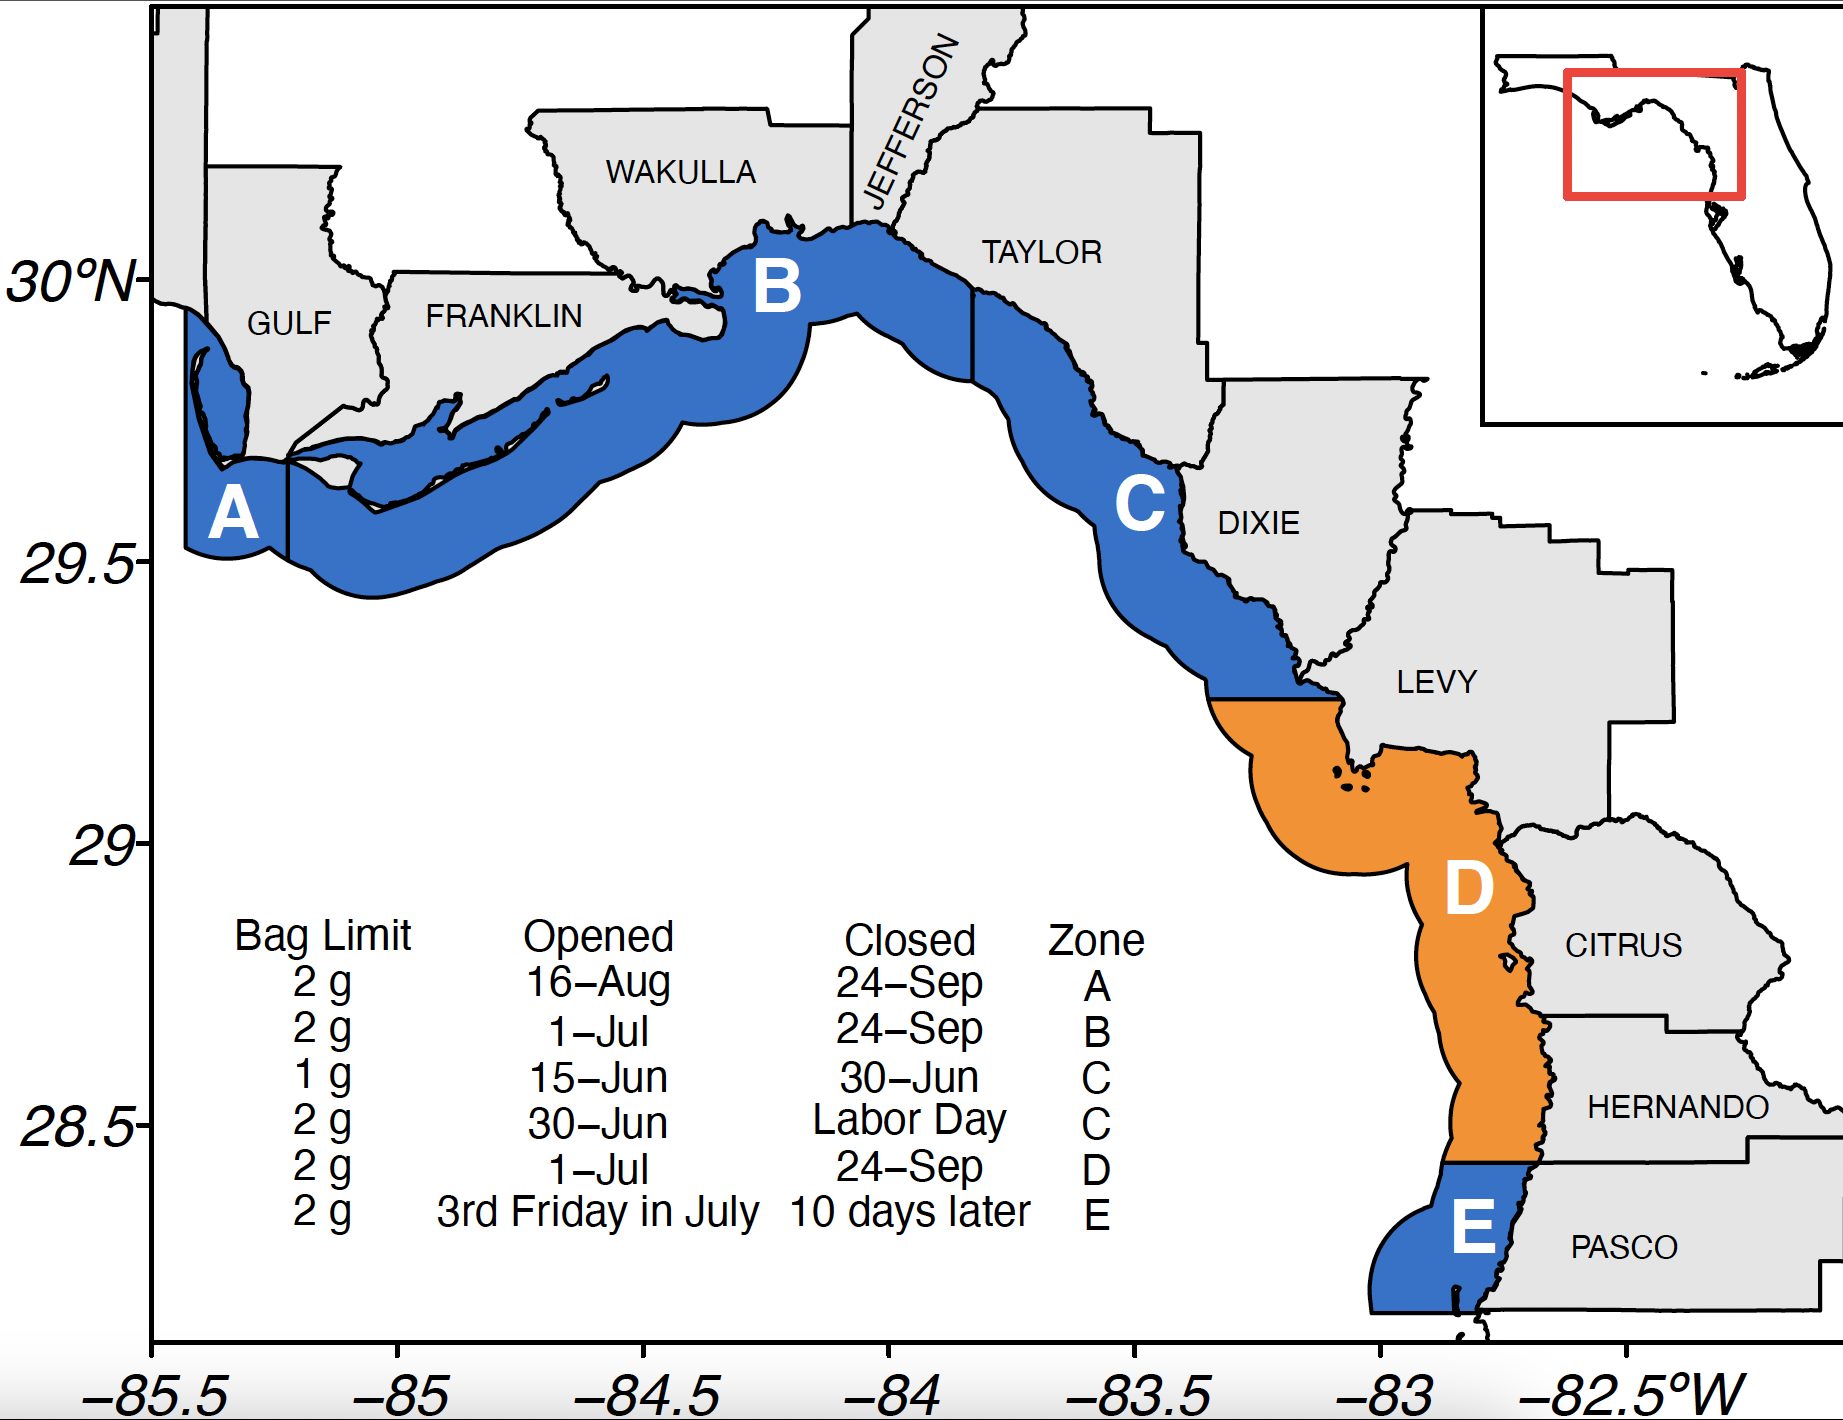 JEFFERSON
WAKULLA
TAYLOR
GULF
FRANKLIN
B
A
C
DIXIE
LEVY
D
CITRUS
HERNANDO
E
PASCO
30°N
29.5
29
28.5
Bag Limit Opened Closed Zone
2 g 16–Aug 24–Sep A
2 g 1–Jul 24–Sep B
1 g 15–Jun 30–Jun C
2 g 30–Jun Labor Day C
2 g 1–Jul 24–Sep D
2 g 3rd Friday in July 10 days later E
–85.5 –85 –84.5 –84 –83.5 –83 –82.5°W